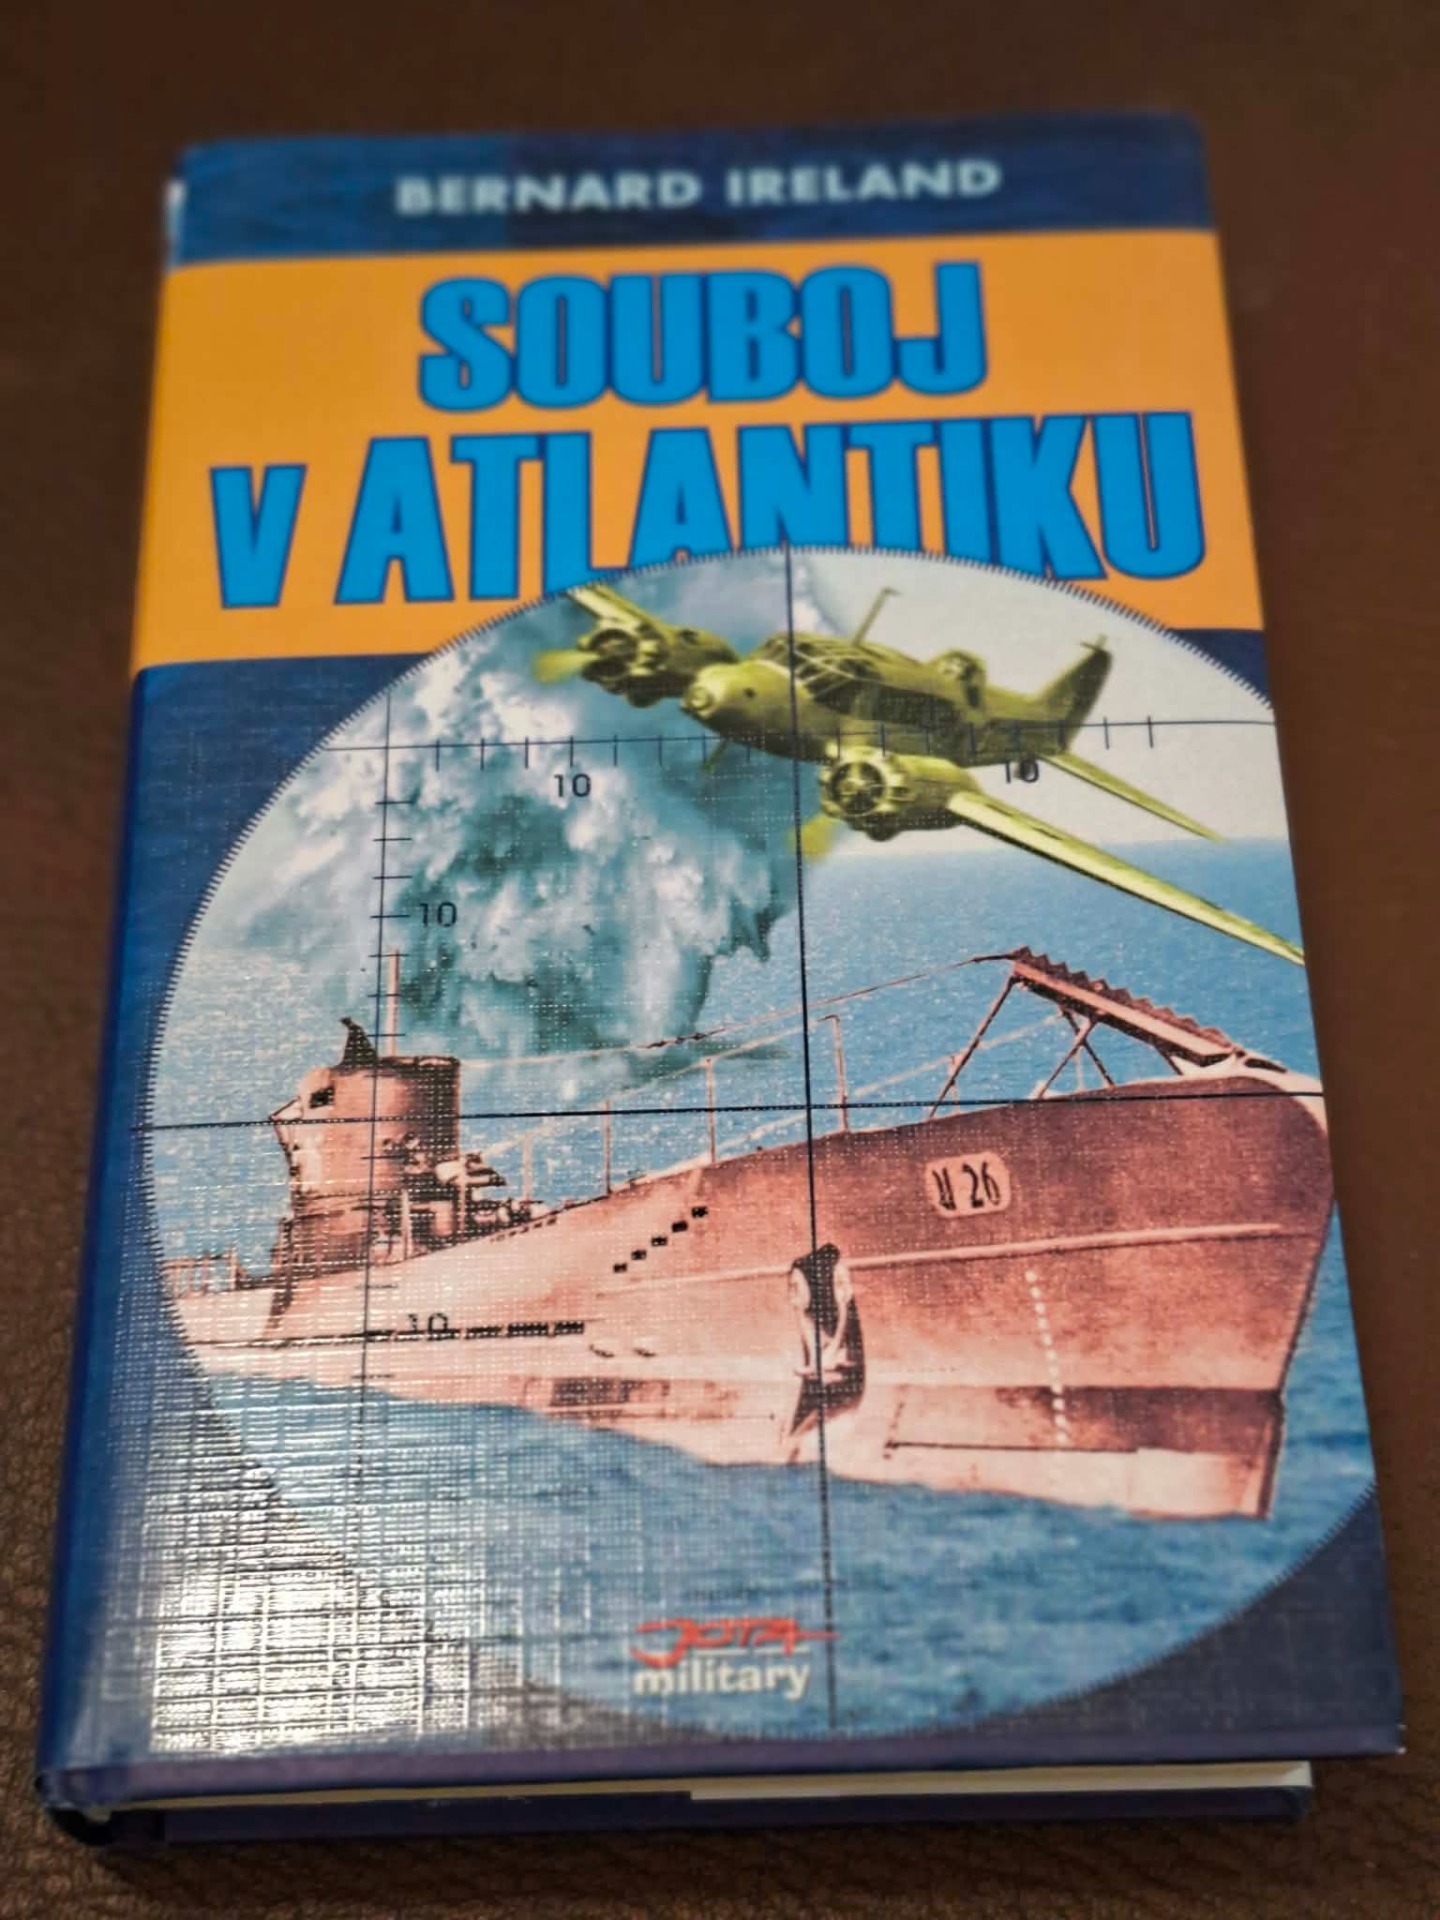 BERNARD IRELAND
SOUBOJ
V ATLANTIKU
10
10
10
U 26
10
JOTA
military